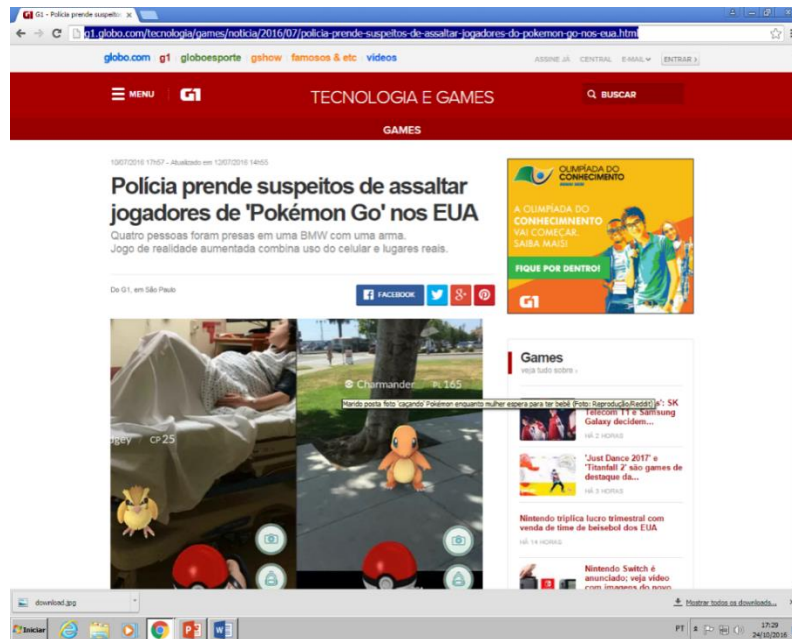 G1 - Polícia prende suspeito
g1.globo.com/tecnologia/games/noticia/2016/07/policia-prende-suspeitos-de-assaltar-jogadores-do-pokemon-go-nos-eua.html
globo.com g1 globoesporte gshow famosos & etc vídeos
ASSINE JÁ CENTRAL E-MAIL ENTRAR ›
MENU G1 TECNOLOGIA E GAMES BUSCAR
GAMES
10/07/2016 17h57 - Atualizado em 12/07/2016 14h55
Polícia prende suspeitos de assaltar
jogadores de 'Pokémon Go' nos EUA
Quatro pessoas foram presas em uma BMW com uma arma.
Jogo de realidade aumentada combina uso do celular e lugares reais.
Do G1, em São Paulo
FACEBOOK
Charmander PL 165
Marido posta foto 'caçando' Pokémon enquanto mulher espera para ter bebê (Foto: Reprodução/Reddit)
dgey CP 25
OLIMPÍADA DO
CONHECIMENTO
A OLIMPÍADA DO
CONHECIMNENTO
VAI COMEÇAR.
SAIBA MAIS!
FIQUE POR DENTRO!
G1
Games
veja tudo sobre ›
s': SK
Telecom T1 e Samsung
Galaxy decidem...
HÁ 2 HORAS
'Just Dance 2017' e
'Titanfall 2' são games de
destaque da...
HÁ 3 HORAS
Nintendo triplica lucro trimestral com
venda de time de beisebol dos EUA
HÁ 14 HORAS
Nintendo Switch é
anunciado; veja vídeo
com imagens do novo
download.jpg
Mostrar todos os downloads...
Iniciar
PT
17:29
24/10/2016